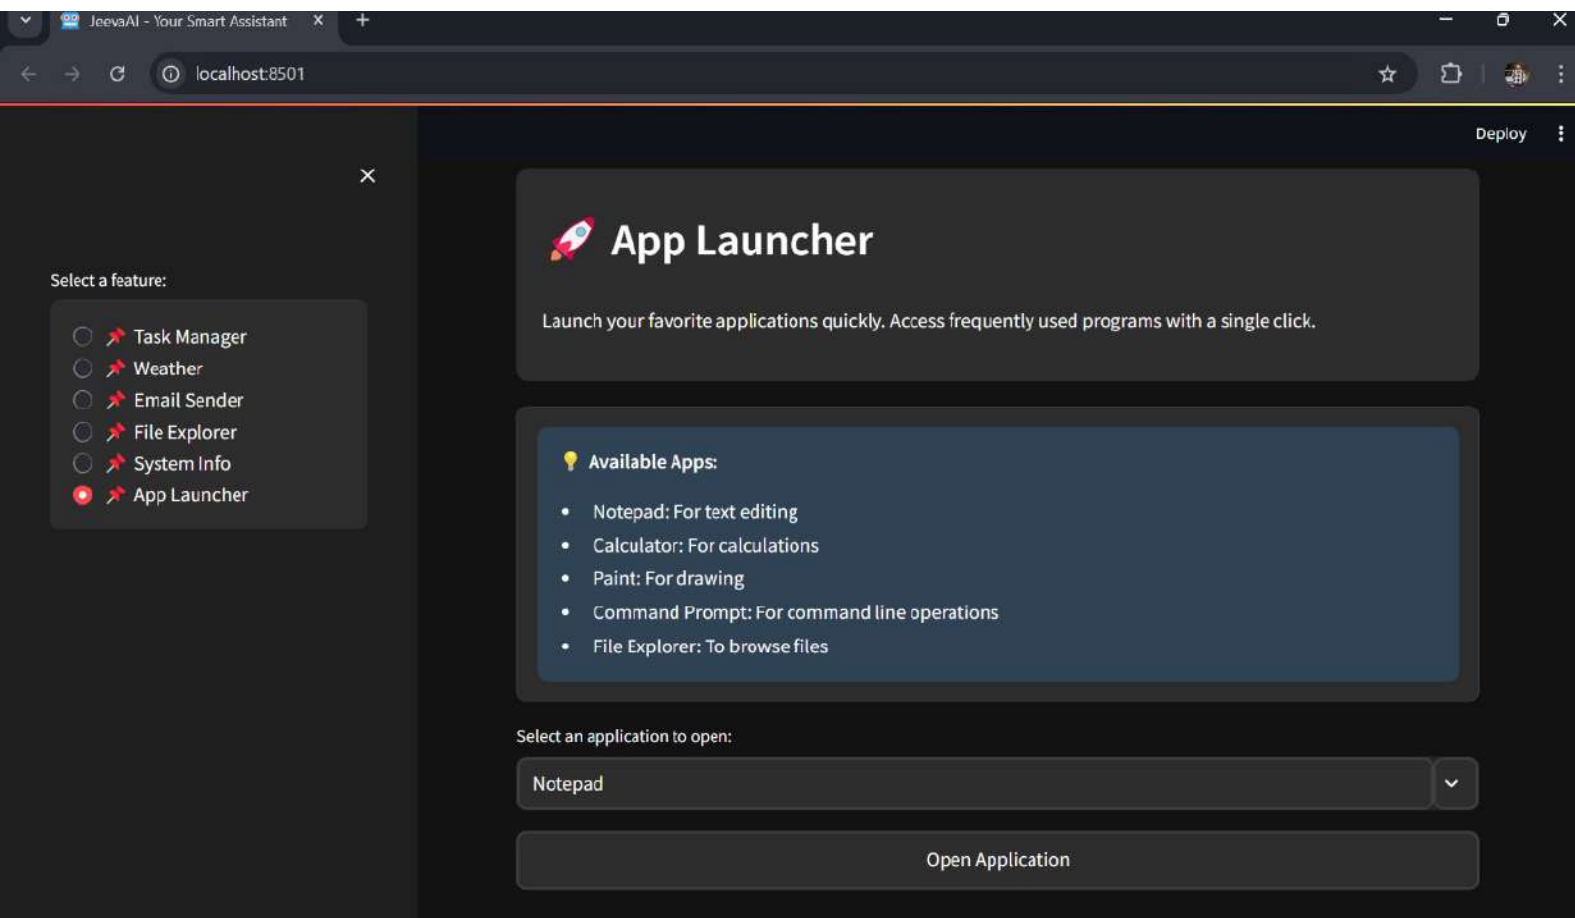 JeevaAI - Your Smart Assistant
localhost:8501
Deploy
Select a feature:
Task Manager
Weather
Email Sender
File Explorer
System Info
App Launcher
App Launcher
Launch your favorite applications quickly. Access frequently used programs with a single click.
Available Apps:
Notepad: For text editing
Calculator: For calculations
Paint: For drawing
Command Prompt: For command line operations
File Explorer: To browse files
Select an application to open:
Notepad
Open Application